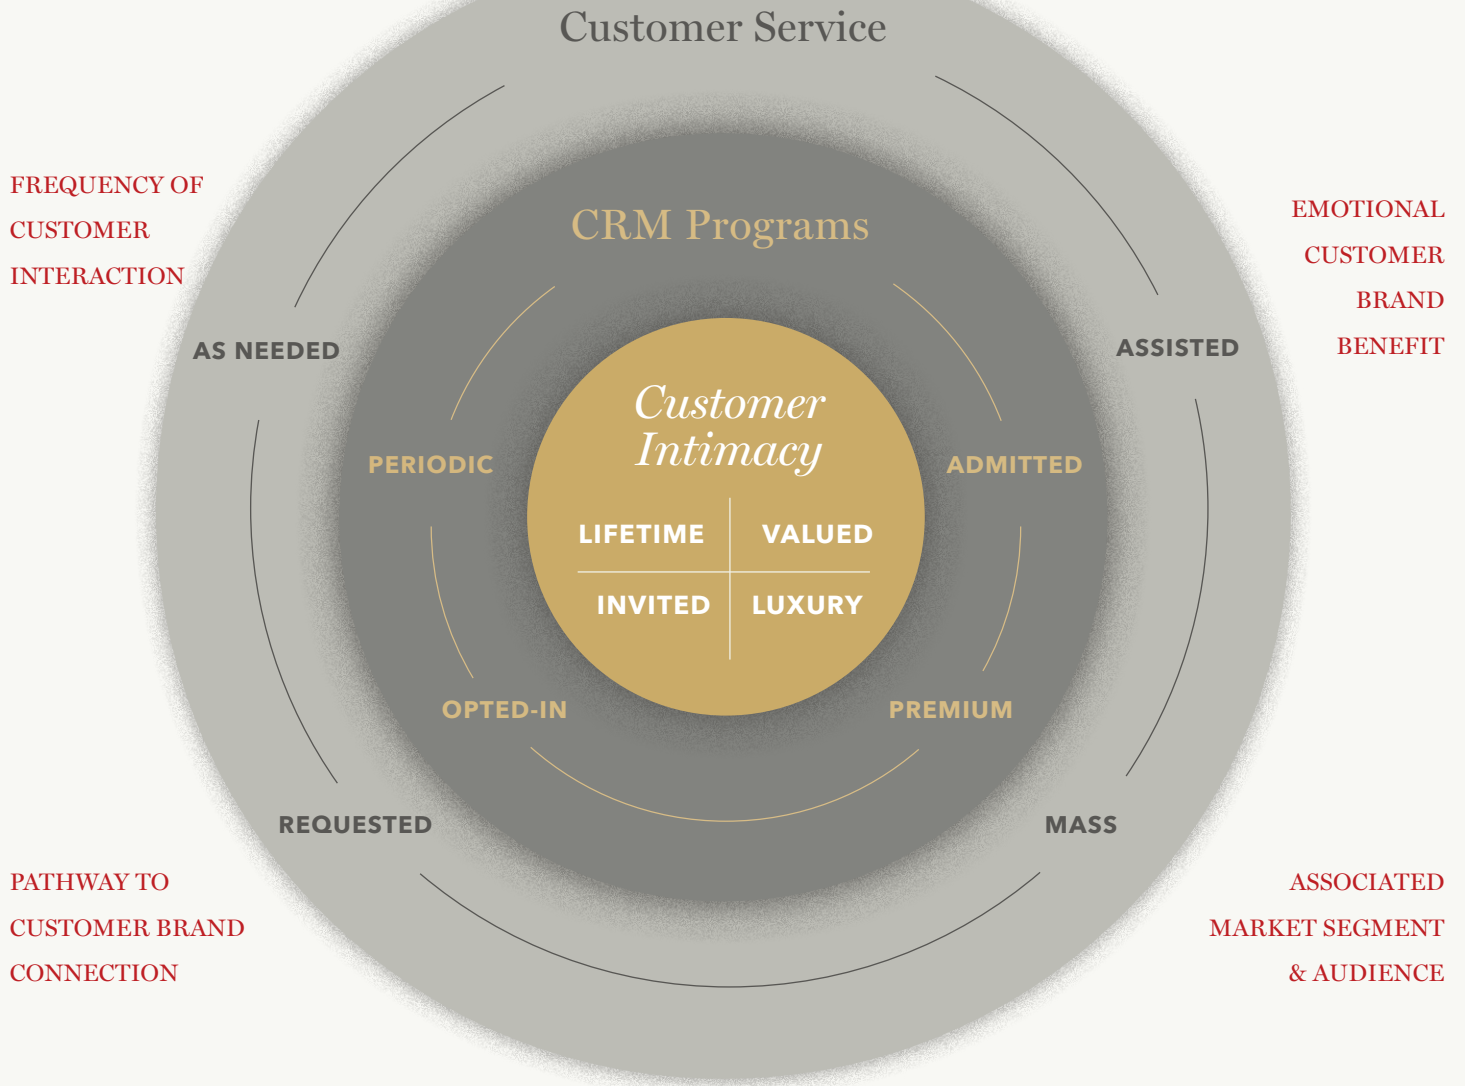 Customer Service
FREQUENCY OF
CUSTOMER
INTERACTION
EMOTIONAL
CUSTOMER
BRAND
BENEFIT
CRM Programs
AS NEEDED
ASSISTED
Customer
Intimacy
PERIODIC
ADMITTED
LIFETIME
VALUED
INVITED
LUXURY
OPTED-IN
PREMIUM
REQUESTED
MASS
PATHWAY TO
CUSTOMER BRAND
CONNECTION
ASSOCIATED
MARKET SEGMENT
& AUDIENCE